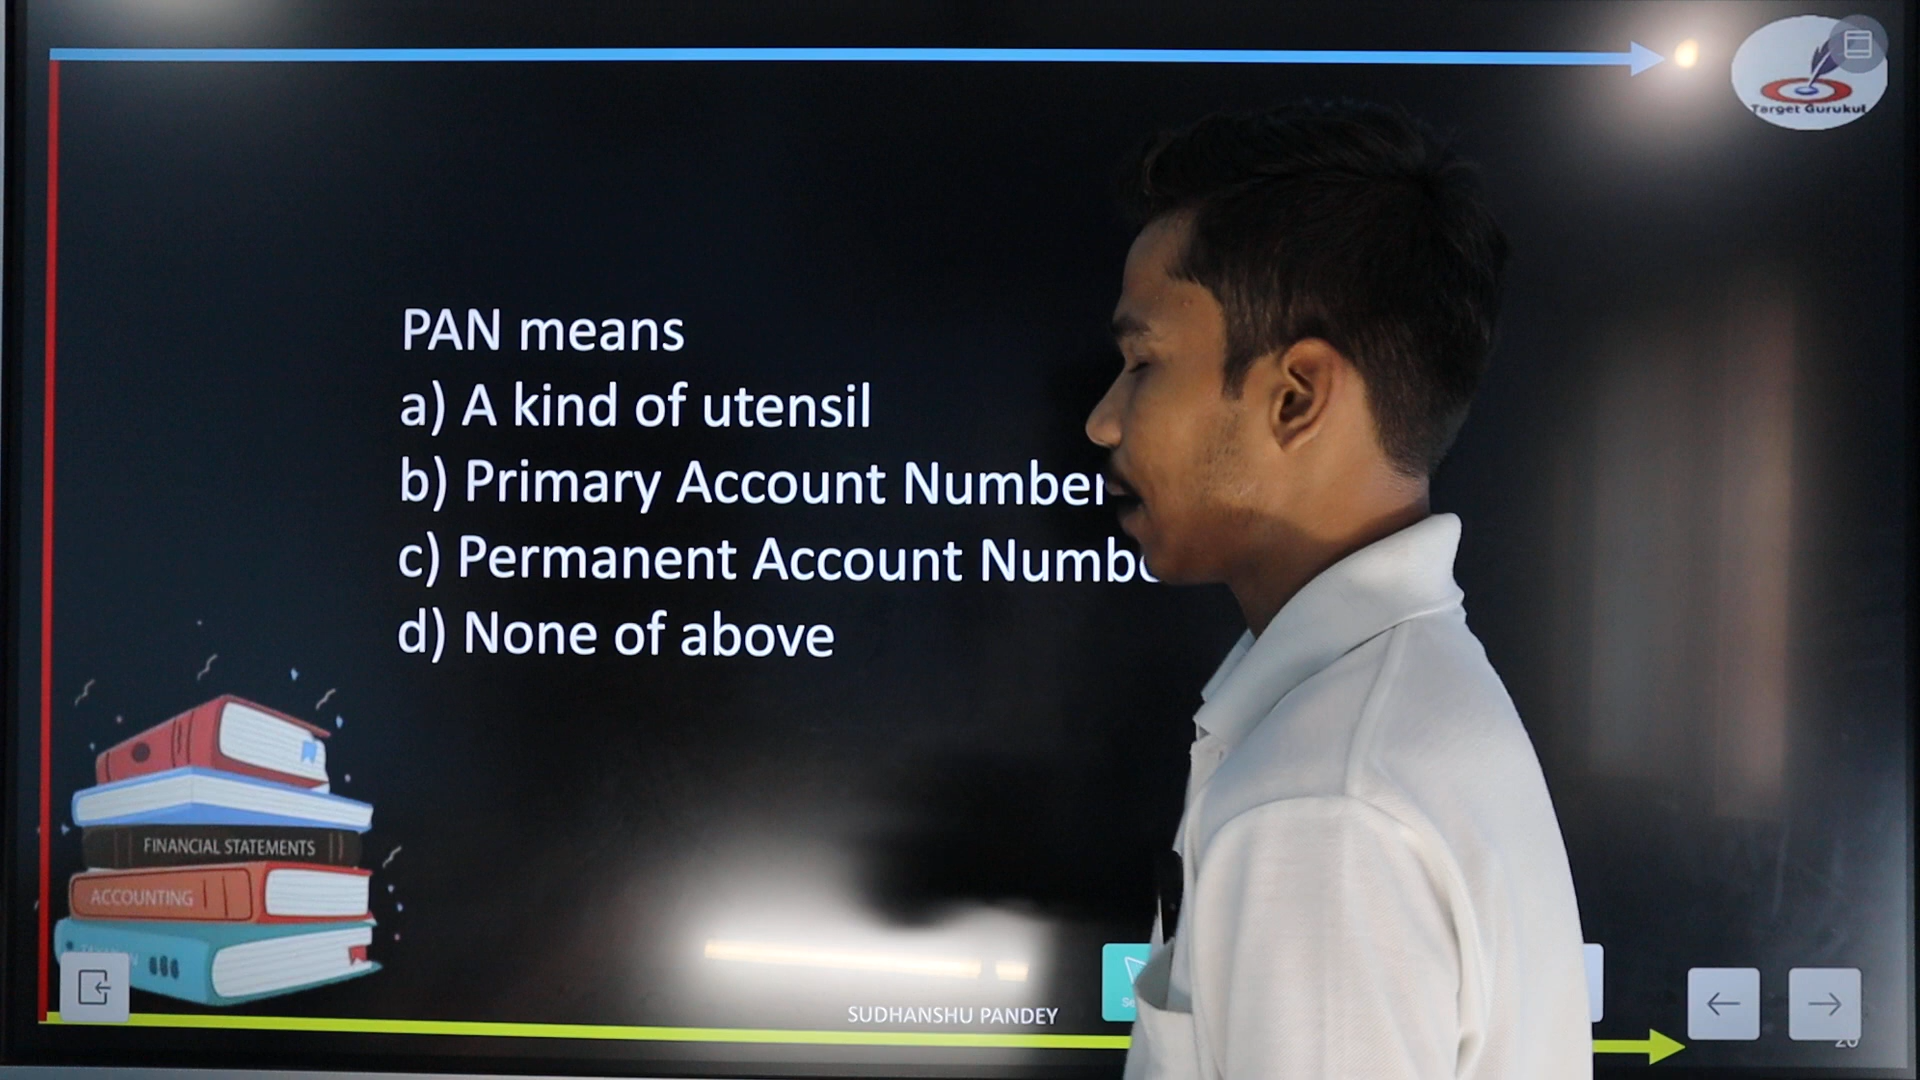 Target Gurukul
PAN means
a) A kind of utensil
b) Primary Account Number
c) Permanent Account Numbe
d) None of above
FINANCIAL STATEMENTS
ACCOUNTING
SUDHANSHU PANDEY